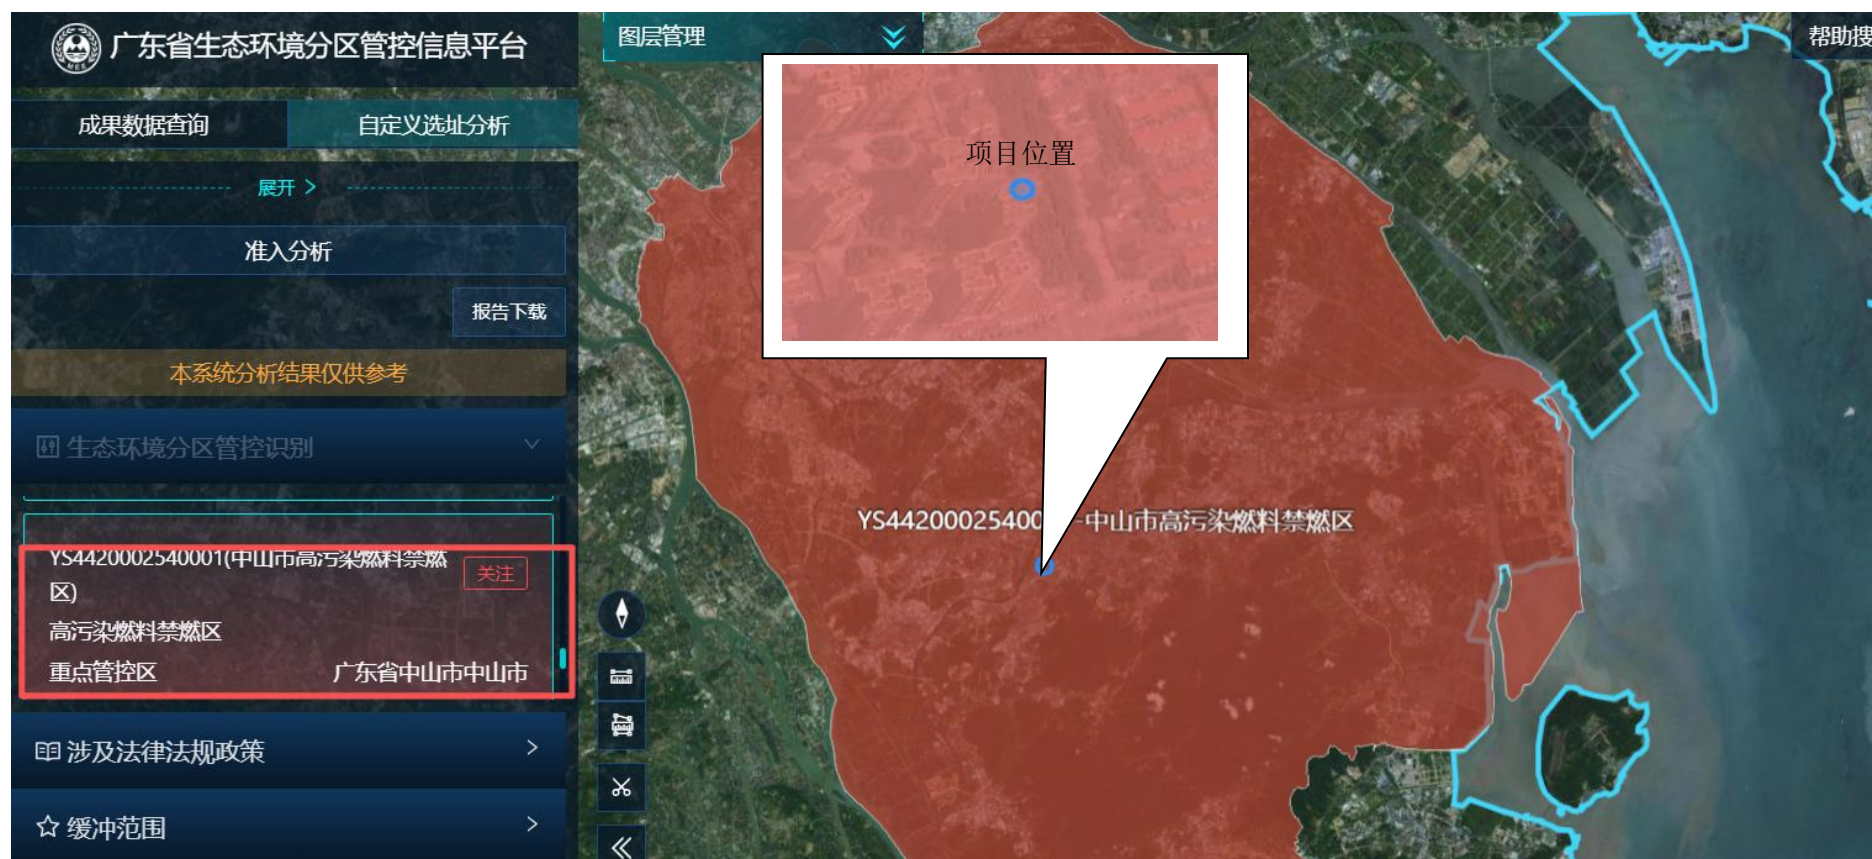 广东省生态环境分区管控信息平台
成果数据查询
自定义选址分析
展开 >
准入分析
报告下载
本系统分析结果仅供参考
生态环境分区管控识别
YS4420002540001(中山市高污染燃料禁燃
区)
关注
高污染燃料禁燃区
重点管控区
广东省中山市中山市
涉及法律法规政策
缓冲范围
图层管理
帮助搜
项目位置
YS44200025400
-中山市高污染燃料禁燃区